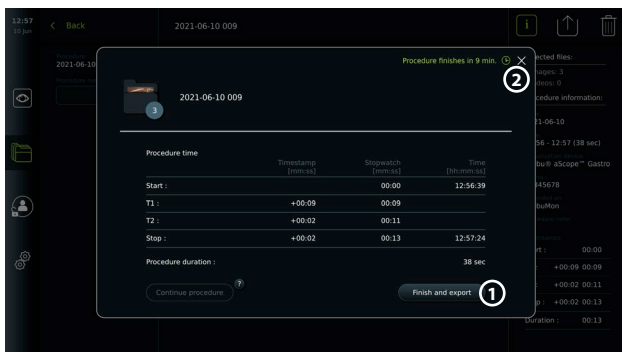 12:57
10 Jun
Back
2021-06-10 009
i
Procedure finishes in 9 min.
2
3
2021-06-10 009
Procedure time
Timestamp [mm:ss] Stopwatch [mm:ss] Time [hh:mm:ss]
Start : 00:00 12:56:39
T1 : +00:09 00:09
T2 : +00:02 00:11
Stop : +00:02 00:13 12:57:24
Procedure duration : 38 sec
Continue procedure ?
Finish and export
1
2021-06-10
ected files:
ages: 3
deos: 0
cedure information:
21-06-10
56 - 12:57 (38 sec)
bu® aScope™ Gastro
345678
buMon
rt : 00:00
: +00:09 00:09
: +00:02 00:11
p : +00:02 00:13
Duration : 00:13